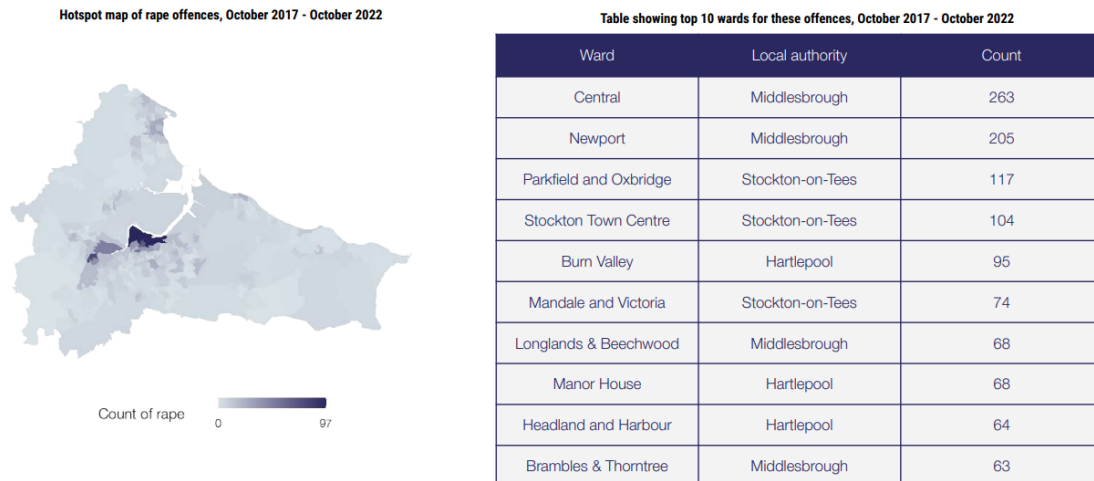 Hotspot map of rape offences, October 2017 - October 2022
Count of rape
0 97
Table showing top 10 wards for these offences, October 2017 - October 2022
Ward Local authority Count
Central Middlesbrough 263
Newport Middlesbrough 205
Parkfield and Oxbridge Stockton-on-Tees 117
Stockton Town Centre Stockton-on-Tees 104
Burn Valley Hartlepool 95
Mandale and Victoria Stockton-on-Tees 74
Longlands & Beechwood Middlesbrough 68
Manor House Hartlepool 68
Headland and Harbour Hartlepool 64
Brambles & Thorntree Middlesbrough 63